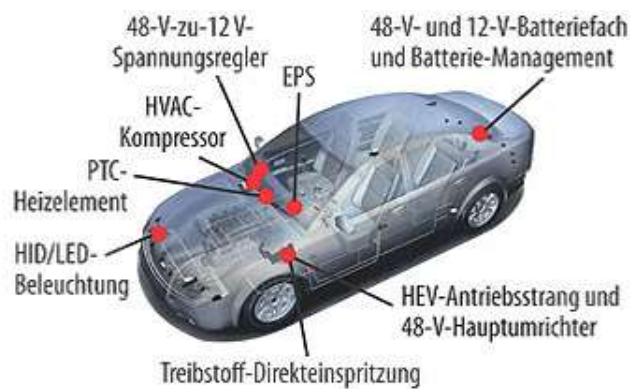 48-V-zu-12 V-
Spannungsregler
EPS
48-V- und 12-V-Batteriefach
und Batterie-Management
HVAC-
Kompressor
PTC-
Heizelement
HID/LED-
Beleuchtung
HEV-Antriebsstrang und
48-V-Hauptumrichter
Treibstoff-Direkteinspritzung